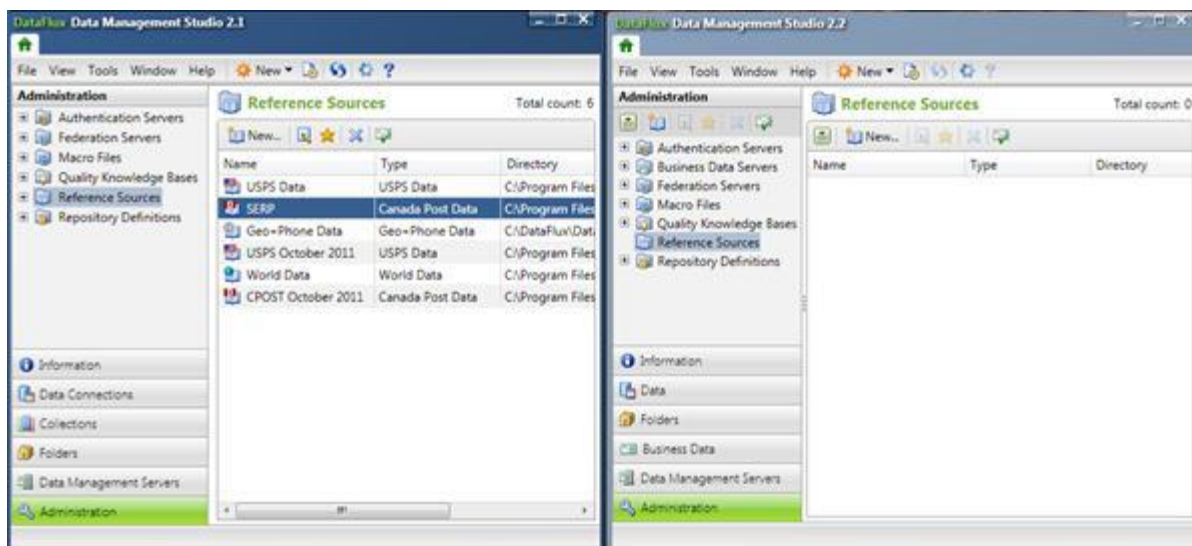 DataFlux Data Management Studio 2.1
File View Tools Window Help New ?
Administration
Authentication Servers
Federation Servers
Macro Files
Quality Knowledge Bases
Reference Sources
Repository Definitions
Information
Data Connections
Collections
Folders
Data Management Servers
Administration
Reference Sources Total count: 6
New...
Name Type Directory
USPS Data USPS Data C:\Program Files
SERP Canada Post Data C:\Program Files
Geo+Phone Data Geo+Phone Data C:\DataFlux\Dat
USPS October 2011 USPS Data C:\Program Files
World Data World Data C:\Program Files
CPOST October 2011 Canada Post Data C:\Program Files
DataFlux Data Management Studio 2.2
File View Tools Window Help New ?
Administration
Authentication Servers
Business Data Servers
Federation Servers
Macro Files
Quality Knowledge Bases
Reference Sources
Repository Definitions
Information
Data
Folders
Business Data
Data Management Servers
Administration
Reference Sources Total count: 0
New...
Name Type Directory